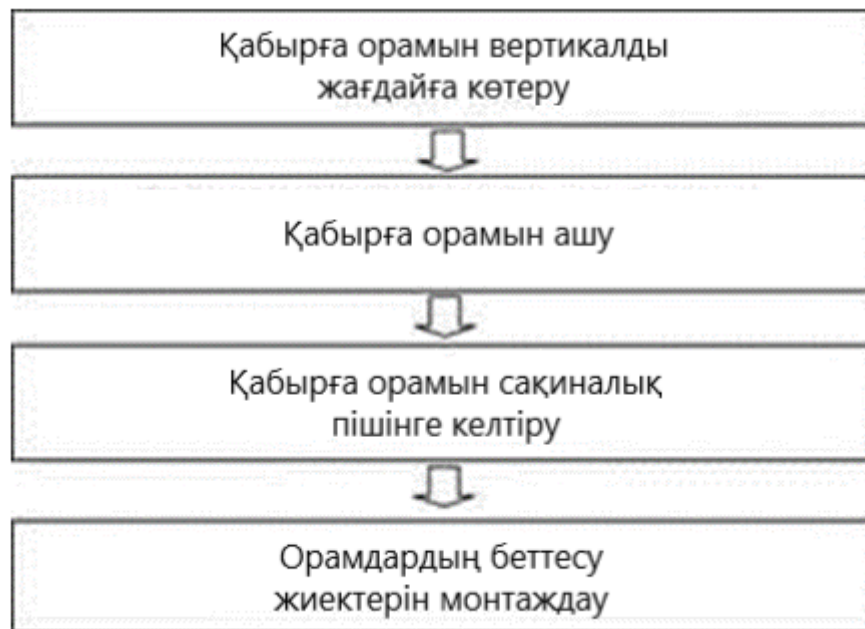 Қабырға орамын вертикалды
жағдайға көтеру
Қабырға орамын ашу
Қабырға орамын сақиналық
пішінге келтіру
Орамдардың беттесу
жиектерін монтаждау